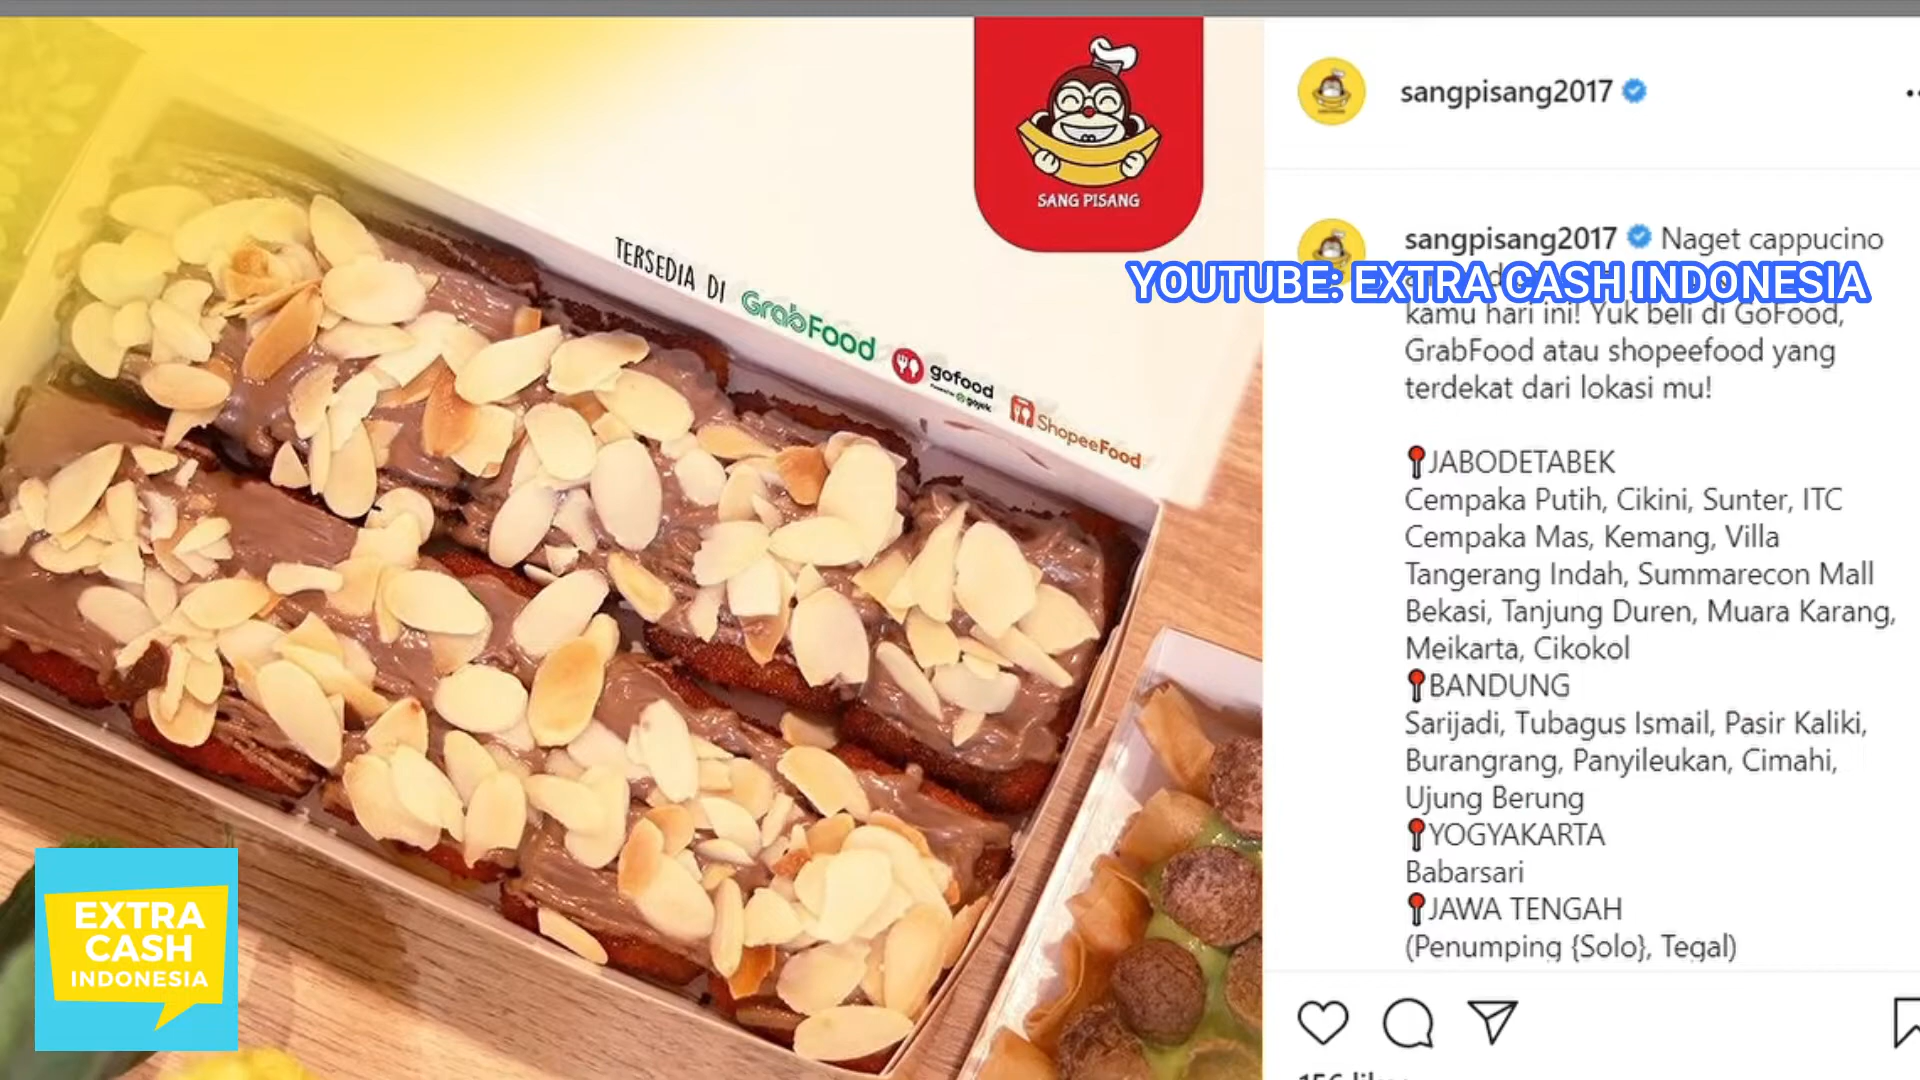 SANG PISANG
TERSEDIA DI
GrabFood
gofood
gojek
ShopeeFood
EXTRA
CASH
INDONESIA
sangpisang2017
sangpisang2017 Naget cappucino
YOUTUBE: EXTRA CASH INDONESIA
kamu hari ini! Yuk beli di GoFood,
GrabFood atau shopeefood yang
terdekat dari lokasi mu!
JABODETABEK
Cempaka Putih, Cikini, Sunter, ITC
Cempaka Mas, Kemang, Villa
Tangerang Indah, Summarecon Mall
Bekasi, Tanjung Duren, Muara Karang,
Meikarta, Cikokol
BANDUNG
Sarijadi, Tubagus Ismail, Pasir Kaliki,
Burangrang, Panyileukan, Cimahi,
Ujung Berung
YOGYAKARTA
Babarsari
JAWA TENGAH
(Penumping {Solo}, Tegal)